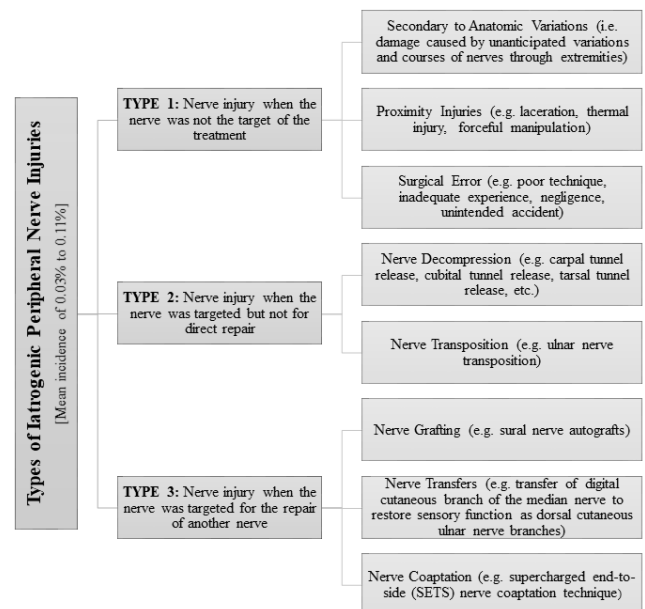 Types of Iatrogenic Peripheral Nerve Injuries
[Mean incidence of 0.03% to 0.11%]
TYPE 1: Nerve injury when the
nerve was not the target of the
treatment
Secondary to Anatomic Variations (i.e.
damage caused by unanticipated variations
and courses of nerves through extremities)
Proximity Injuries (e.g. laceration, thermal
injury, forceful manipulation)
Surgical Error (e.g. poor technique,
inadequate experience, negligence,
unintended accident)
TYPE 2: Nerve injury when the
nerve was targeted but not for
direct repair
Nerve Decompression (e.g. carpal tunnel
release, cubital tunnel release, tarsal tunnel
release, etc.)
Nerve Transposition (e.g. ulnar nerve
transposition)
TYPE 3: Nerve injury when the
nerve was targeted for the repair
of another nerve
Nerve Grafting (e.g. sural nerve autografts)
Nerve Transfers (e.g. transfer of digital
cutaneous branch of the median nerve to
restore sensory function as dorsal cutaneous
ulnar nerve branches)
Nerve Coaptation (e.g. supercharged end-to-
side (SETS) nerve coaptation technique)